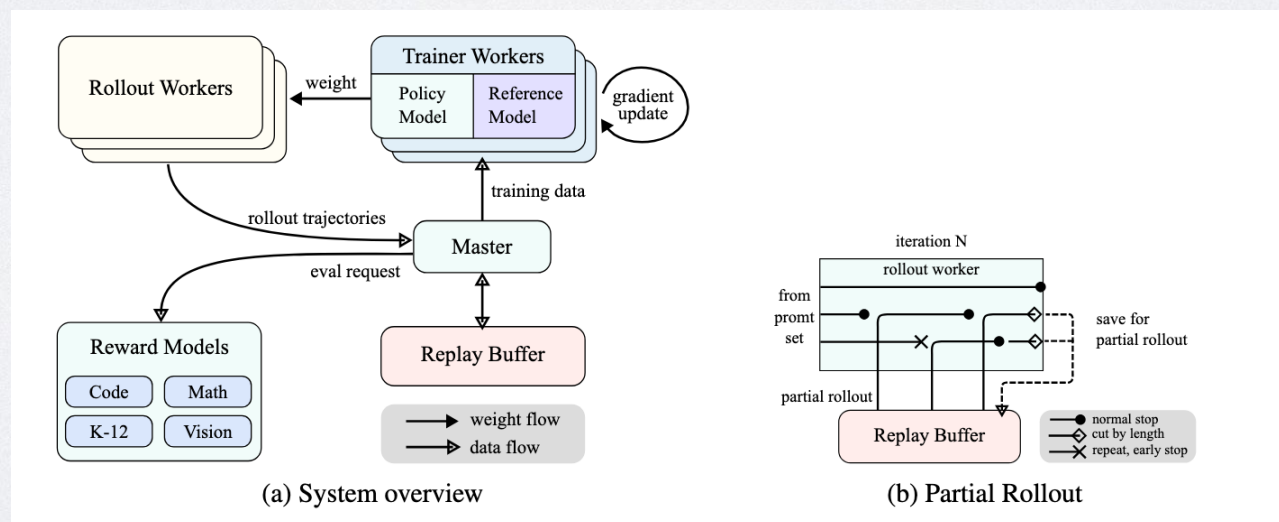 Rollout Workers
weight
Trainer Workers
Policy
Model
Reference
Model
gradient
update
training data
rollout trajectories
Master
eval request
Reward Models
Code
Math
K-12
Vision
Replay Buffer
weight flow
data flow
(a) System overview
iteration N
rollout worker
from
promt
set
save for
partial rollout
partial rollout
Replay Buffer
normal stop
cut by length
repeat, early stop
(b) Partial Rollout